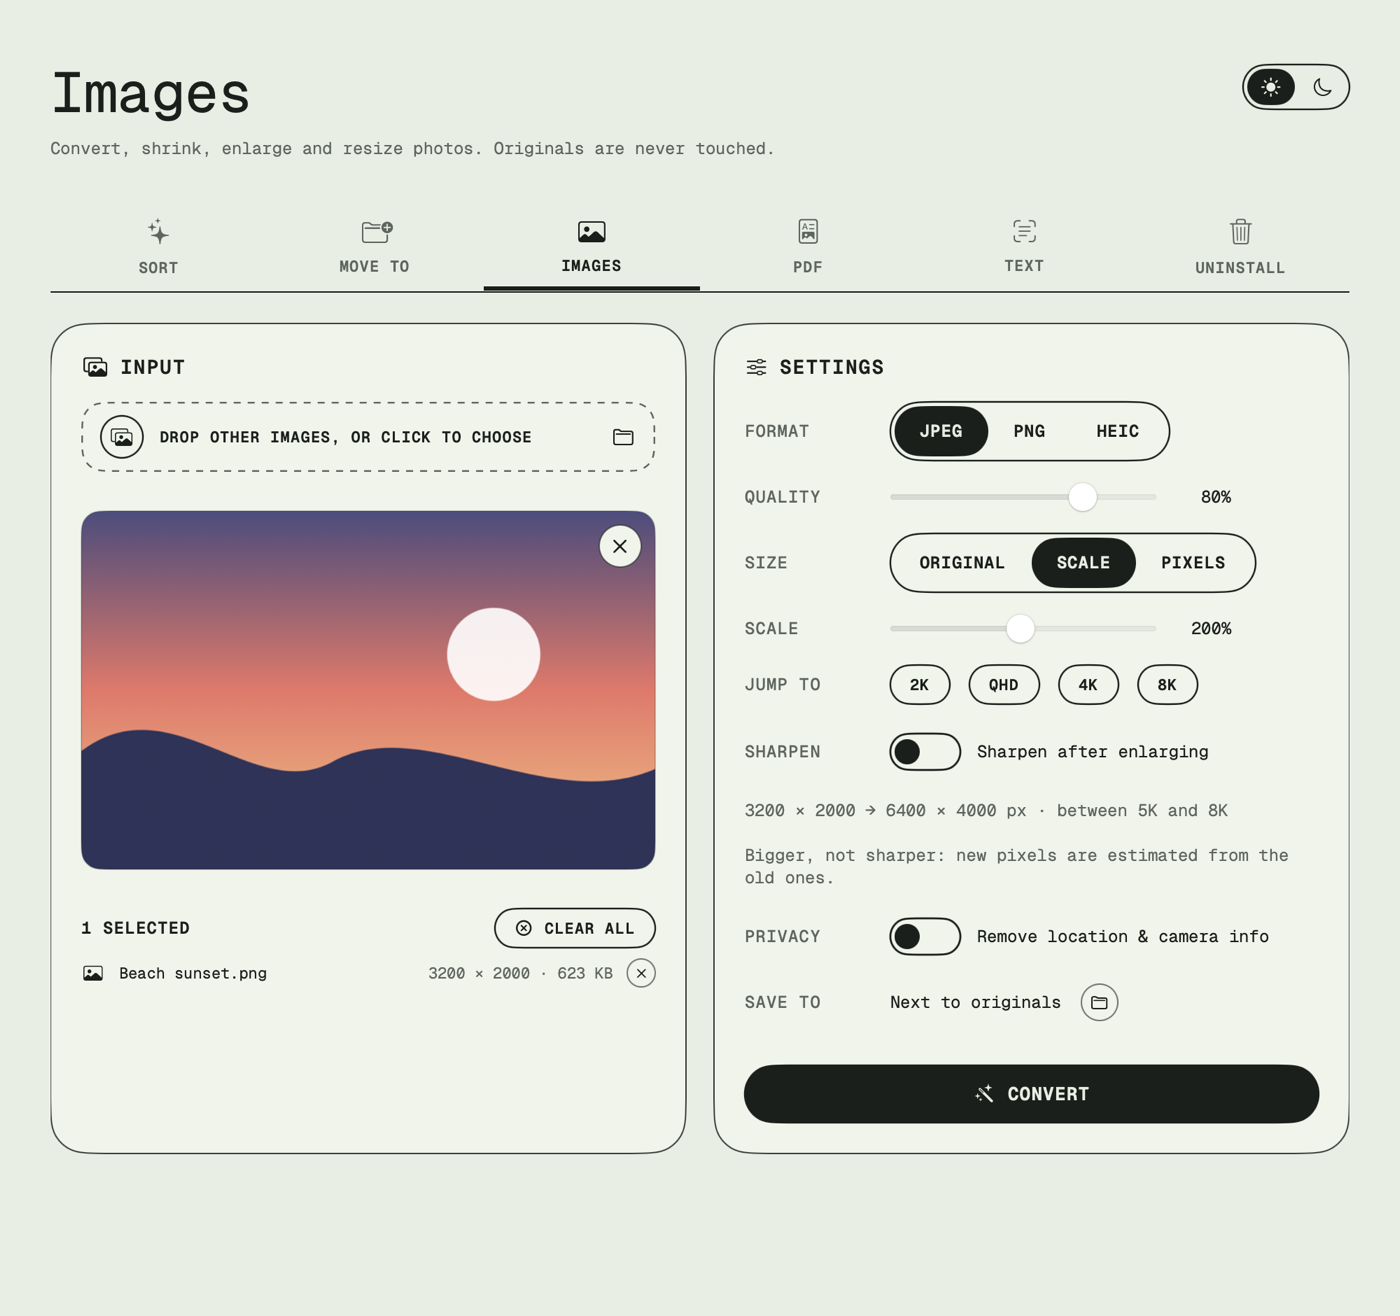 Images
Convert, shrink, enlarge and resize photos. Originals are never touched.
SORT
MOVE TO
IMAGES
PDF
TEXT
UNINSTALL
INPUT
DROP OTHER IMAGES, OR CLICK TO CHOOSE
1 SELECTED
CLEAR ALL
Beach sunset.png
3200 × 2000 · 623 KB
SETTINGS
FORMAT
JPEG PNG HEIC
QUALITY
80%
SIZE
ORIGINAL SCALE PIXELS
SCALE
200%
JUMP TO
2K QHD 4K 8K
SHARPEN
Sharpen after enlarging
3200 × 2000 → 6400 × 4000 px · between 5K and 8K
Bigger, not sharper: new pixels are estimated from the
old ones.
PRIVACY
Remove location & camera info
SAVE TO
Next to originals
CONVERT